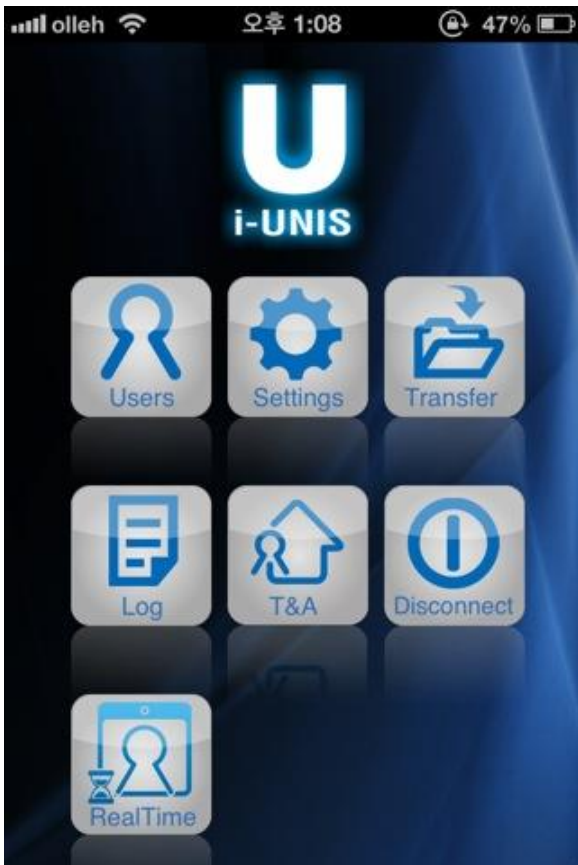 olleh 오후 1:08 47%
U
i-UNIS
Users Settings Transfer
Log T&A Disconnect
RealTime